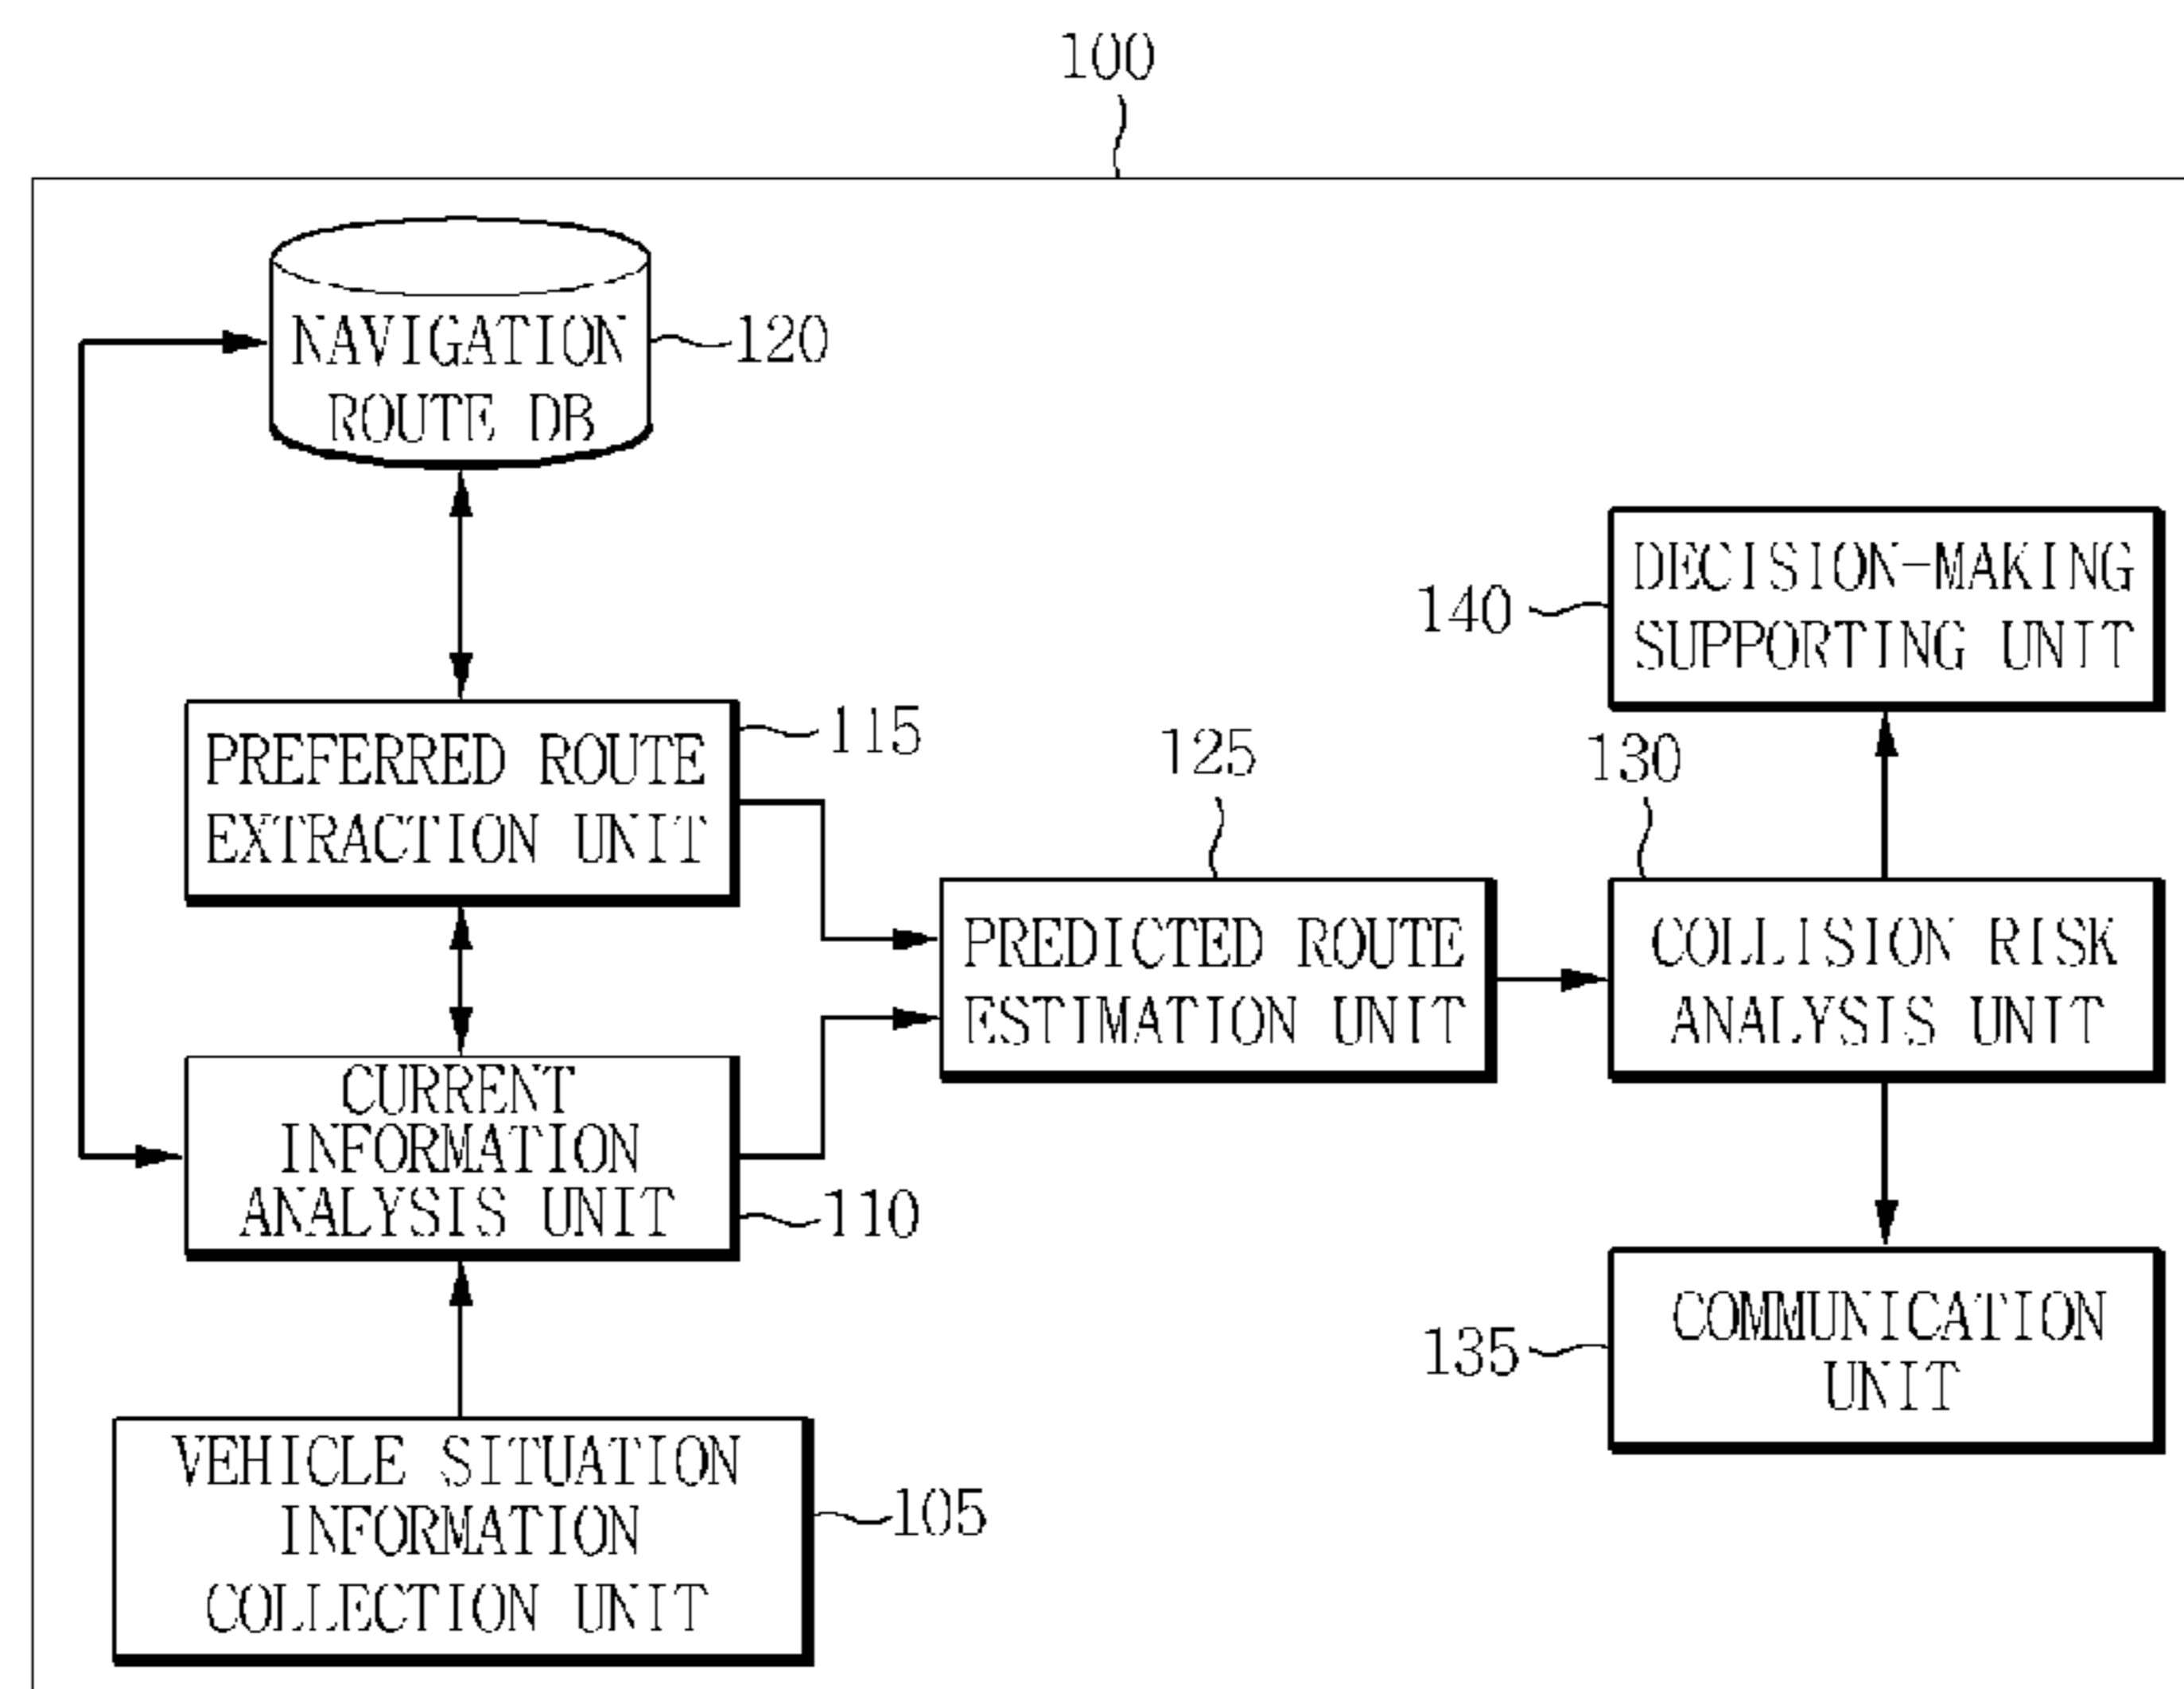 100
NAVIGATION
ROUTE DB
120
DECISION-MAKING
SUPPORTING UNIT
140
PREFERRED ROUTE
EXTRACTION UNIT
115
125
130
PREDICTED ROUTE
ESTIMATION UNIT
COLLISION RISK
ANALYSIS UNIT
CURRENT
INFORMATION
ANALYSIS UNIT
110
COMMUNICATION
UNIT
135
VEHICLE SITUATION
INFORMATION
COLLECTION UNIT
105